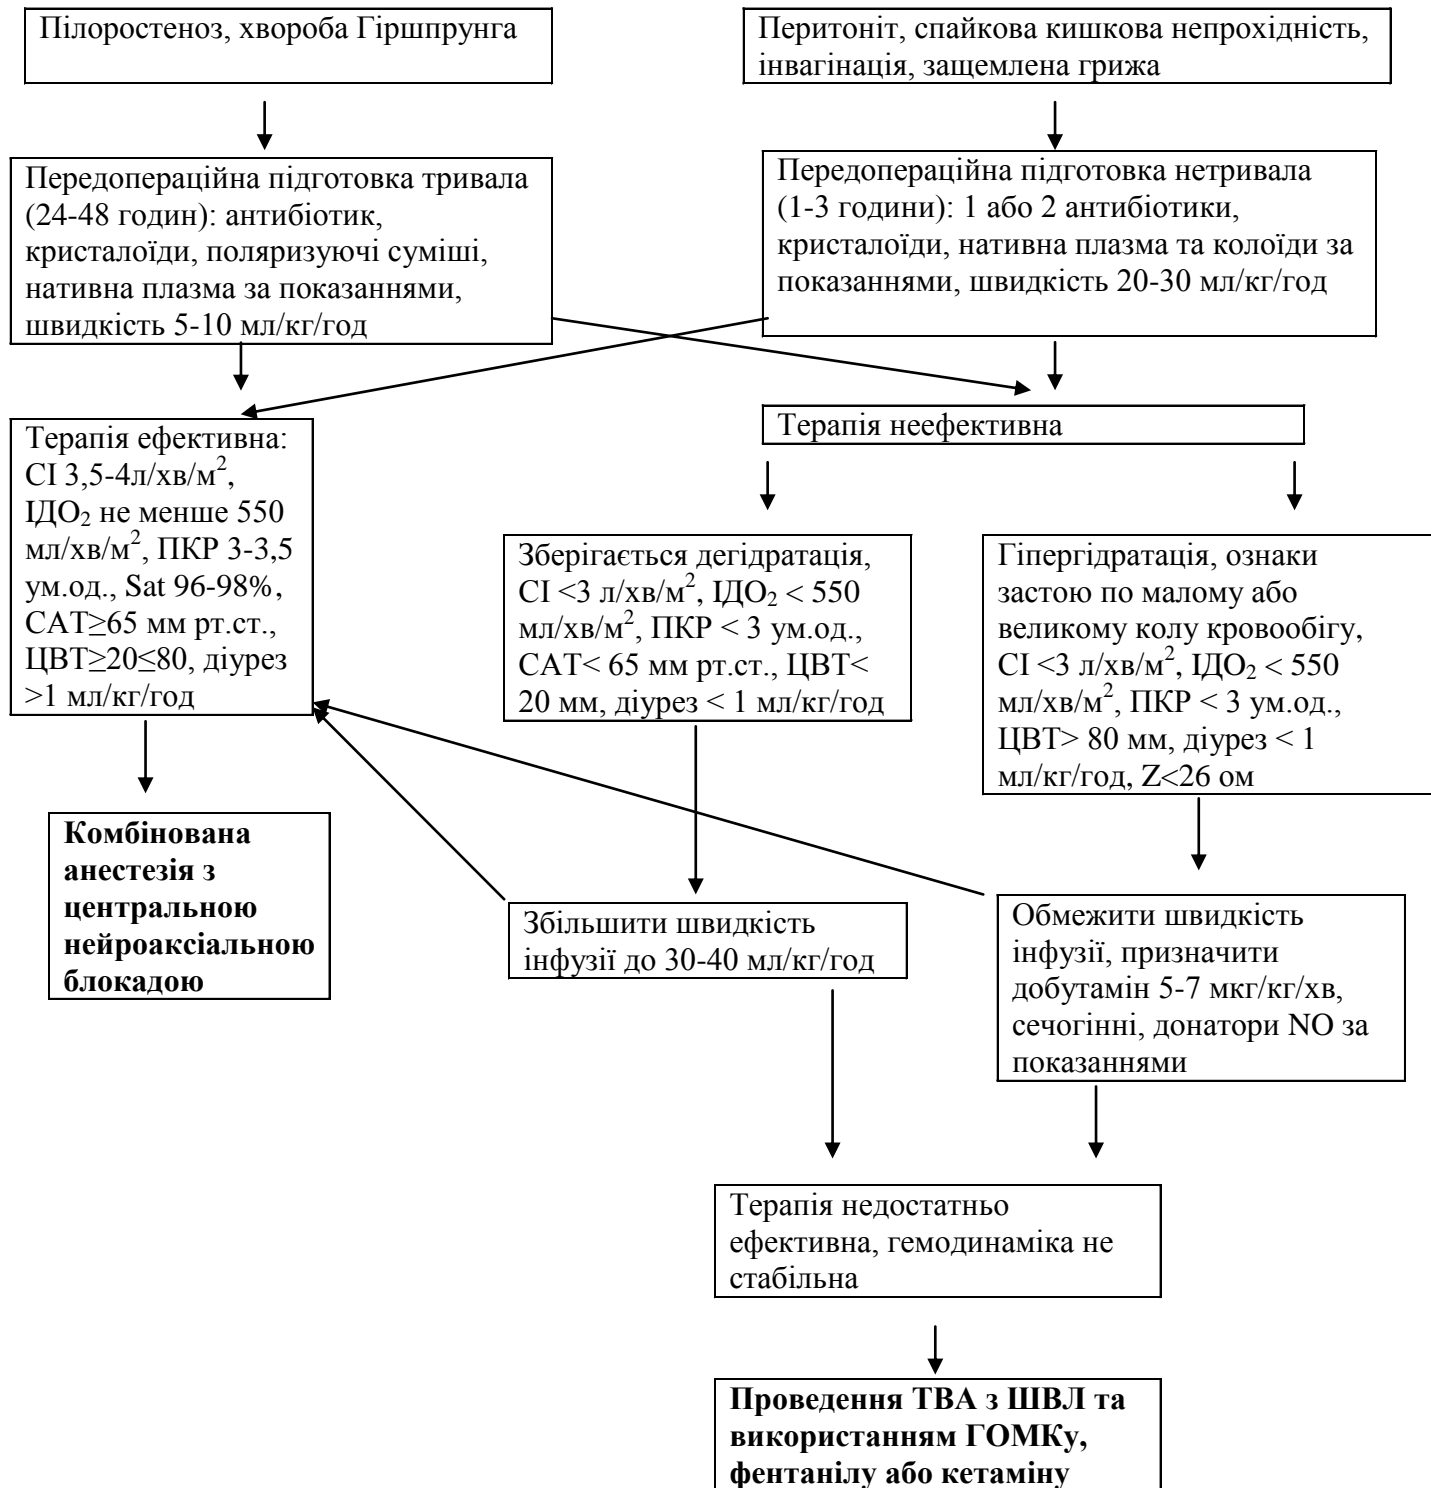 Пілоростеноз, хвороба Гіршпрунга
Перитоніт, спайкова кишкова непрохідність,
інвагінація, защемлена грижа
Передопераційна підготовка тривала
(24-48 годин): антибіотик,
кристалоїди, поляризуючі суміші,
нативна плазма за показаннями,
швидкість 5-10 мл/кг/год
Передопераційна підготовка нетривала
(1-3 години): 1 або 2 антибіотики,
кристалоїди, нативна плазма та колоїди за
показаннями, швидкість 20-30 мл/кг/год
Терапія ефективна:
СІ 3,5-4л/хв/м²,
ІДО₂ не менше 550
мл/хв/м², ПКР 3-3,5
ум.од., Sat 96-98%,
САТ≥65 мм рт.ст.,
ЦВТ≥20≤80, діурез
>1 мл/кг/год
Терапія неефективна
Зберігається дегідратація,
СІ <3 л/хв/м², ІДО₂ < 550
мл/хв/м², ПКР < 3 ум.од.,
САТ< 65 мм рт.ст., ЦВТ<
20 мм, діурез < 1 мл/кг/год
Гіпергідратація, ознаки
застою по малому або
великому колу кровообігу,
СІ <3 л/хв/м², ІДО₂ < 550
мл/хв/м², ПКР < 3 ум.од.,
ЦВТ> 80 мм, діурез < 1
мл/кг/год, Z<26 ом
Комбінована
анестезія з
центральною
нейроаксіальною
блокадою
Збільшити швидкість
інфузії до 30-40 мл/кг/год
Обмежити швидкість
інфузії, призначити
добутамін 5-7 мкг/кг/хв,
сечогінні, донатори NO за
показаннями
Терапія недостатньо
ефективна, гемодинаміка не
стабільна
Проведення ТВА з ШВЛ та
використанням ГОМКу,
фентанілу або кетаміну